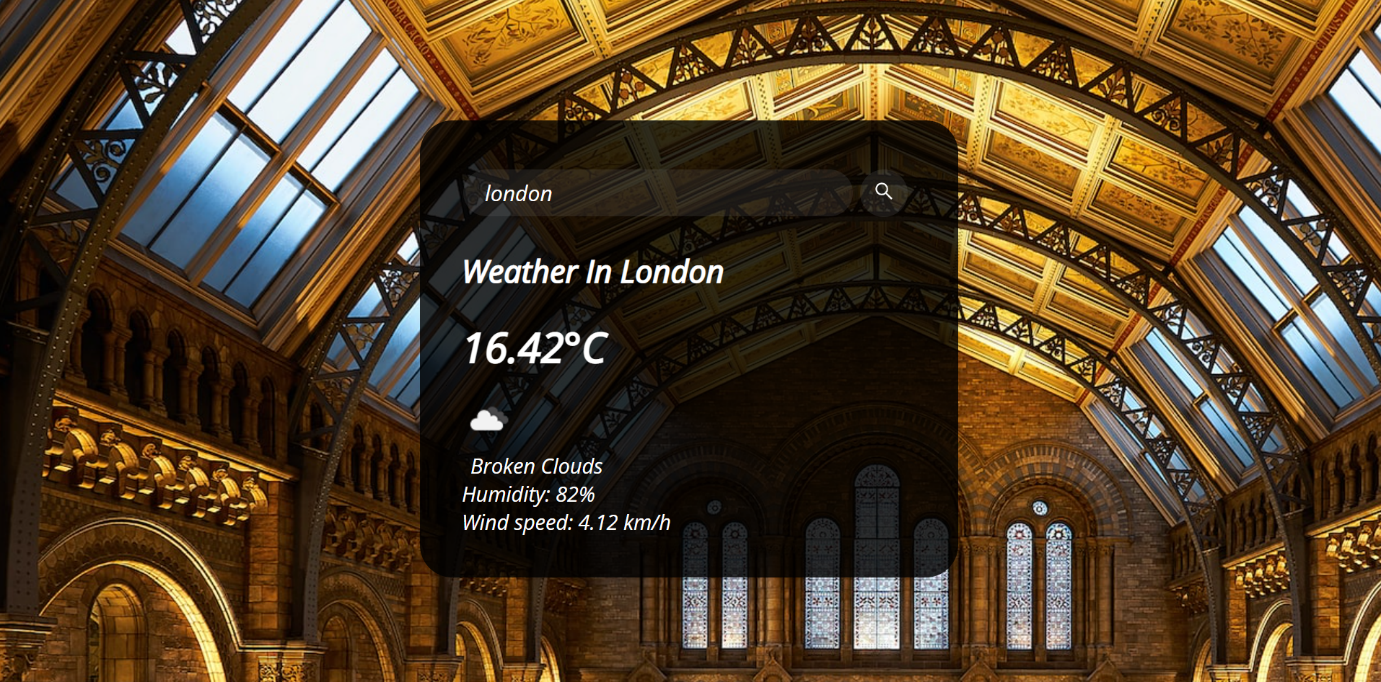 london
Weather In London
16.42°C
Broken Clouds
Humidity: 82%
Wind speed: 4.12 km/h